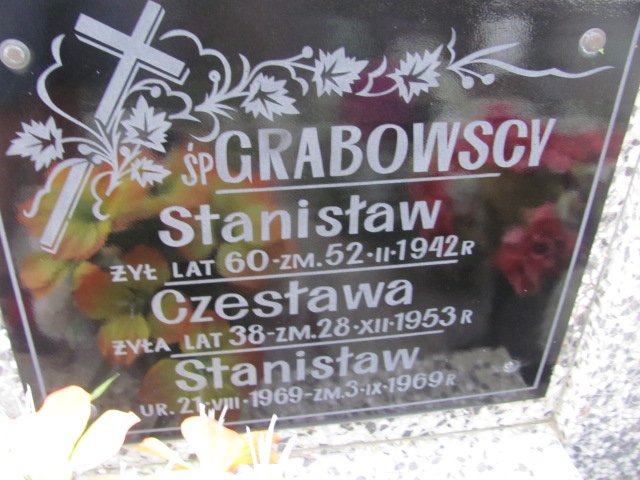 ŚP GRABOWSCY
Stanisław
ŻYŁ LAT 60-ZM. 52-II-1942 R
Czesława
ŻYŁA LAT 38-ZM. 28-XII-1953 R
Stanisław
UR. 21-VIII-1969-ZM. 3-IX-1969 R